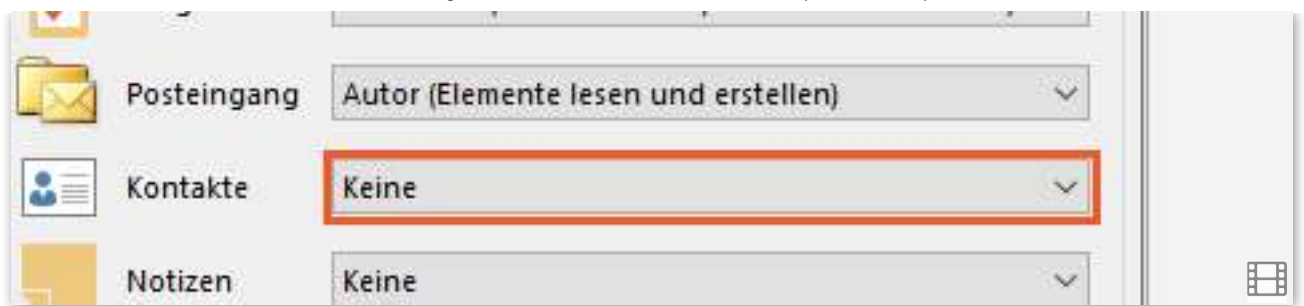 Posteingang Autor (Elemente lesen und erstellen)
Kontakte Keine
Notizen Keine